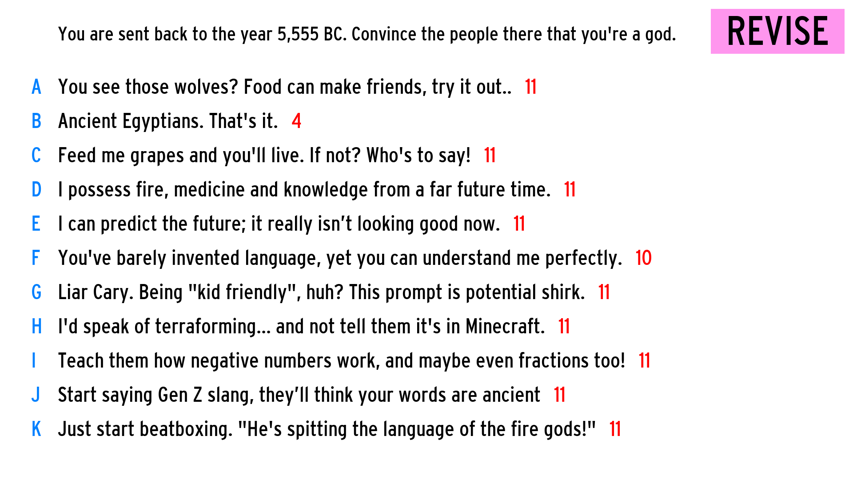 You are sent back to the year 5,555 BC. Convince the people there that you're a god.
REVISE
A You see those wolves? Food can make friends, try it out.. 11
B Ancient Egyptians. That's it. 4
C Feed me grapes and you'll live. If not? Who's to say! 11
D I possess fire, medicine and knowledge from a far future time. 11
E I can predict the future; it really isn’t looking good now. 11
F You've barely invented language, yet you can understand me perfectly. 10
G Liar Cary. Being "kid friendly", huh? This prompt is potential shirk. 11
H I'd speak of terraforming... and not tell them it's in Minecraft. 11
I Teach them how negative numbers work, and maybe even fractions too! 11
J Start saying Gen Z slang, they’ll think your words are ancient 11
K Just start beatboxing. "He's spitting the language of the fire gods!" 11